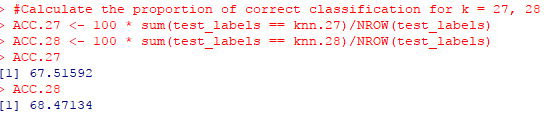 > #Calculate the proportion of correct classification for k = 27, 28
> ACC.27 <- 100 * sum(test_labels == knn.27)/NROW(test_labels)
> ACC.28 <- 100 * sum(test_labels == knn.28)/NROW(test_labels)
> ACC.27
[1] 67.51592
> ACC.28
[1] 68.47134